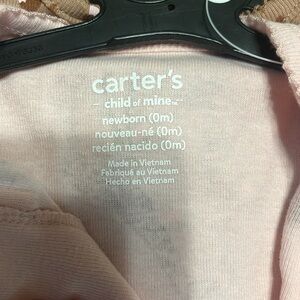 carter's
child of mine™
newborn (0m)
nouveau-né (0m)
recién nacido (0m)
Made in Vietnam
Fabriqué au Vietnam
Hecho en Vietnam